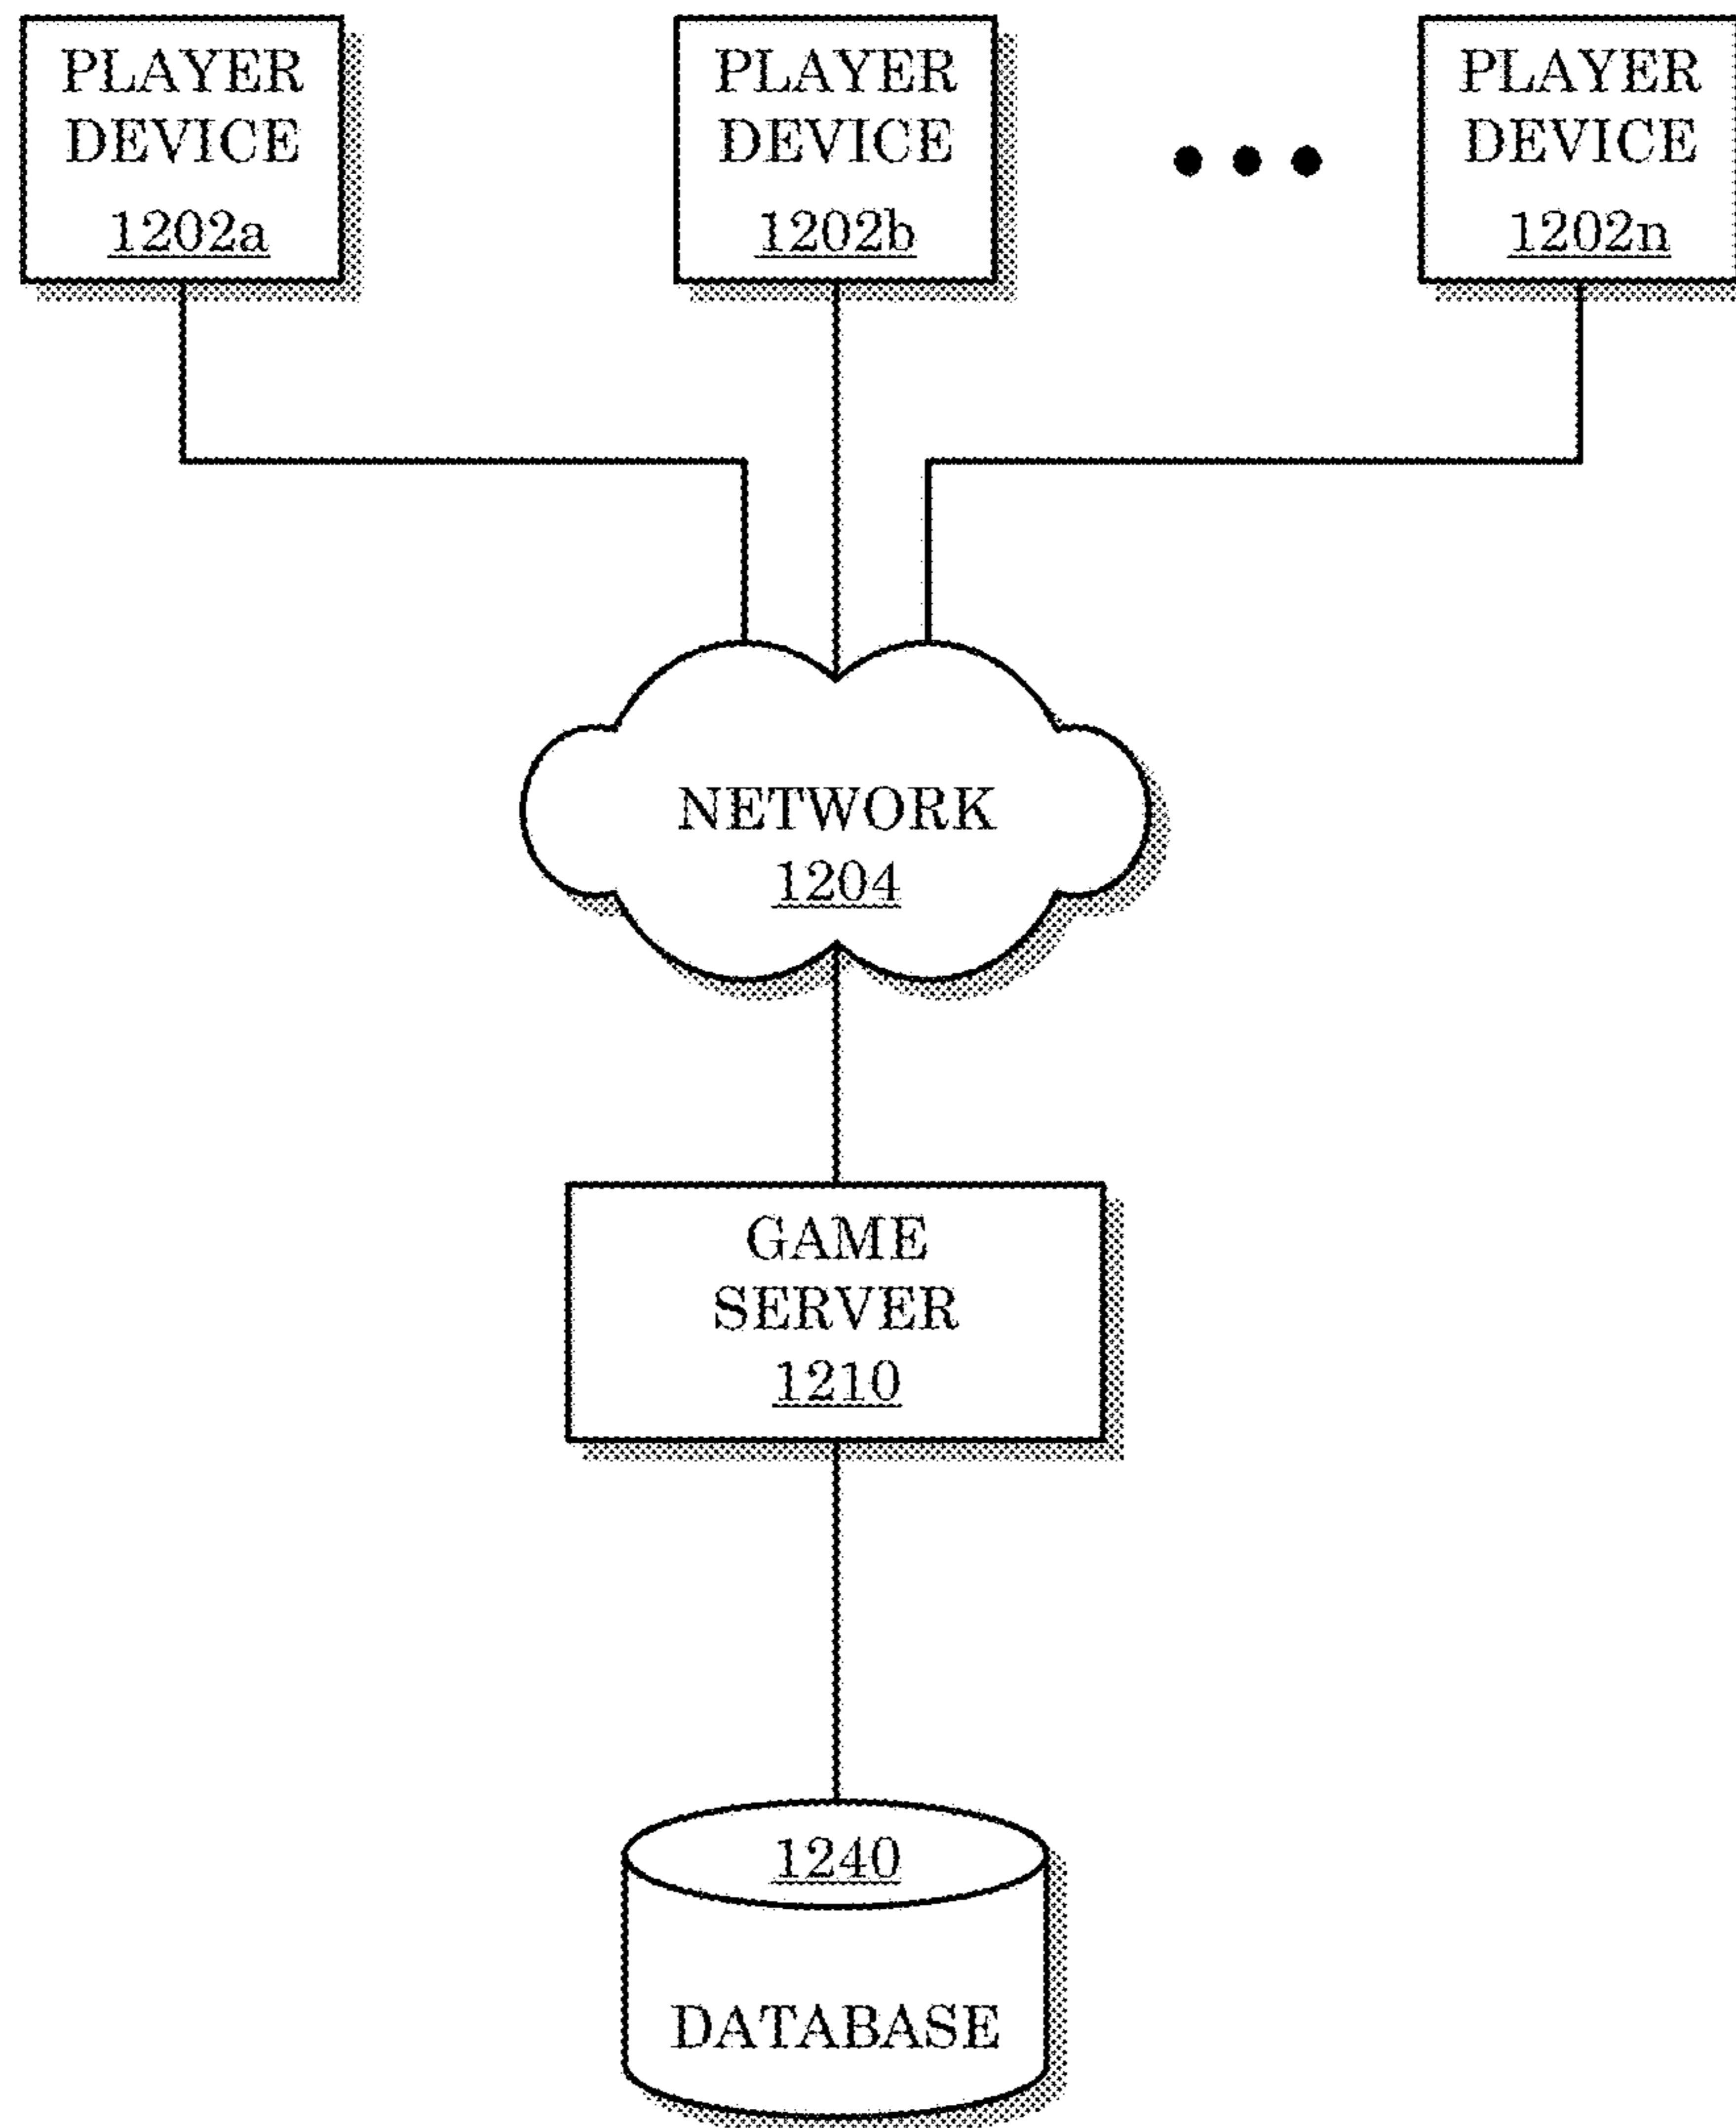 PLAYER
DEVICE
1202a
PLAYER
DEVICE
1202b
PLAYER
DEVICE
1202n
NETWORK
1204
GAME
SERVER
1210
1240
DATABASE